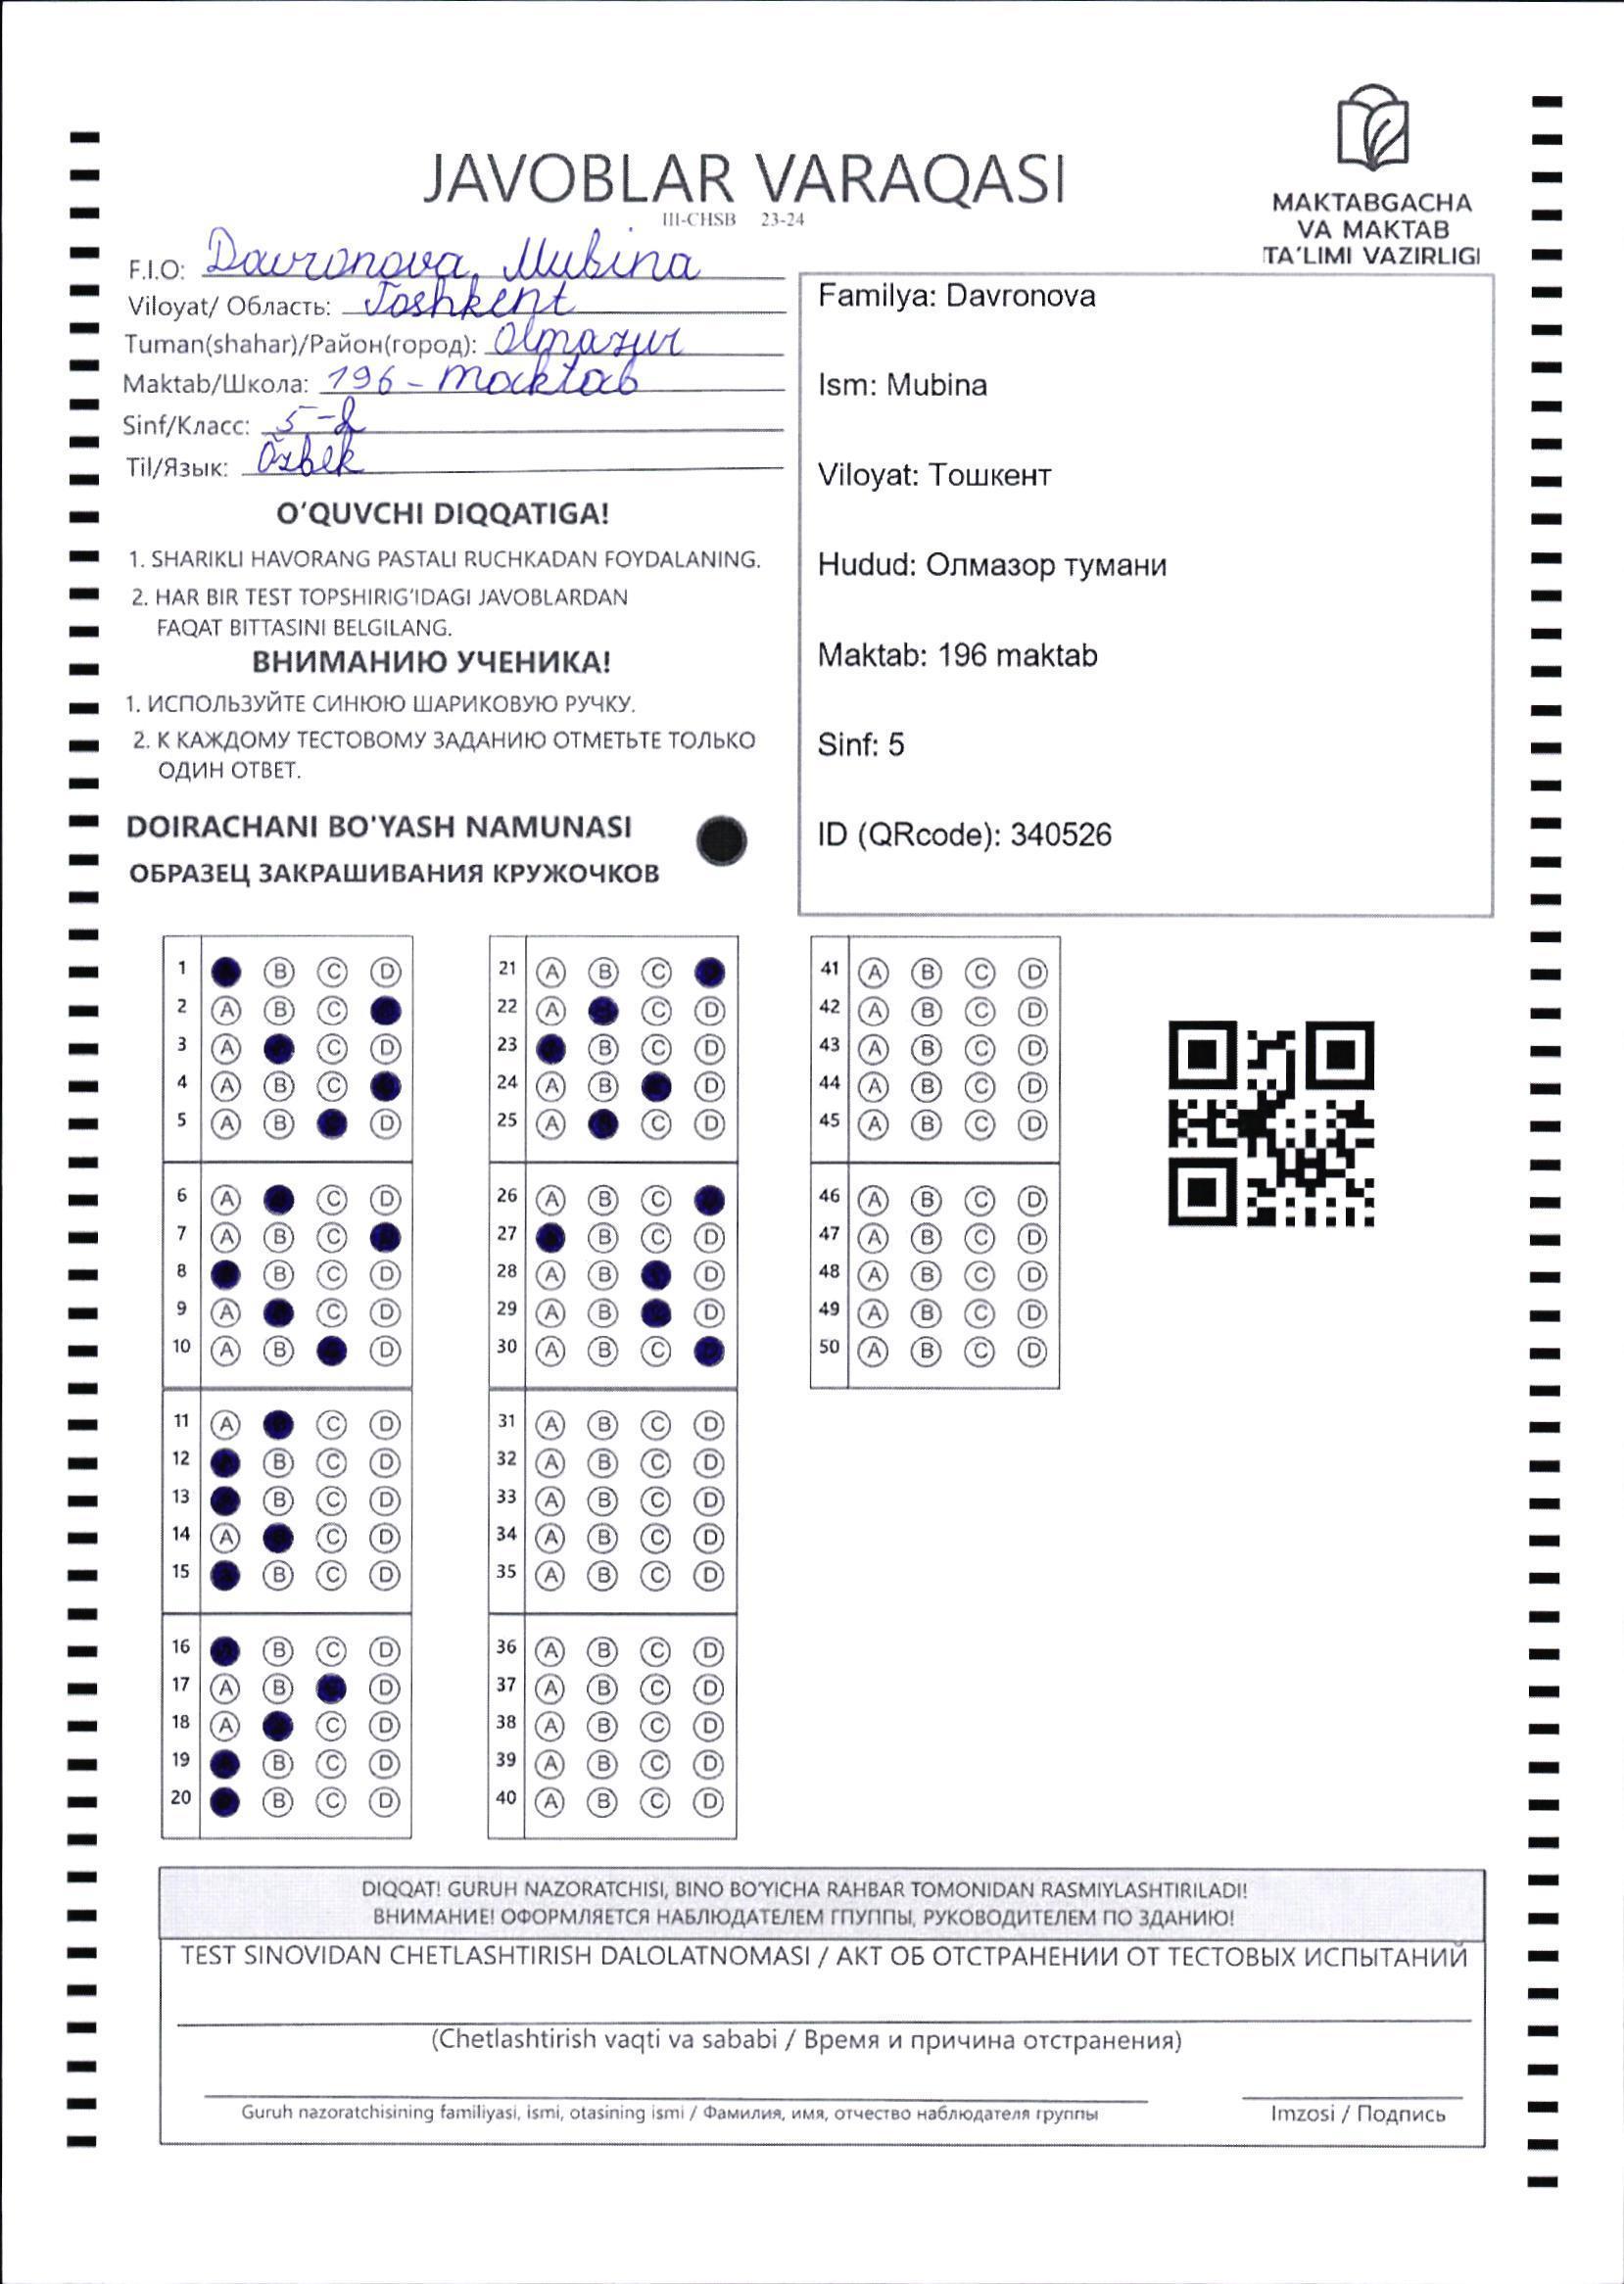 JAVOBLAR VARAQASI
III-CHSB 23-24
MAKTABGACHA
VA MAKTAB
TA'LIMI VAZIRLIGI
F.I.O: Davronova Mubina
Viloyat/ Область: Toshkent
Tuman(shahar)/Район(город): Olmazur
Maktab/Школа: 196 - maktab
Sinf/Класс: 5-
Til/Язык: Ozbek
O'QUVCHI DIQQATIGA!
1. SHARIKLI HAVORANG PASTALI RUCHKADAN FOYDALANING.
2. HAR BIR TEST TOPSHIRIG'IDAGI JAVOBLARDAN
FAQAT BITTASINI BELGILANG.
ВНИМАНИЮ УЧЕНИКА!
1. ИСПОЛЬЗУЙТЕ СИНЮЮ ШАРИКОВУЮ РУЧКУ.
2. К КАЖДОМУ ТЕСТОВОМУ ЗАДАНИЮ ОТМЕТЬТЕ ТОЛЬКО
ОДИН ОТВЕТ.
DOIRACHANI BO'YASH NAMUNASI
ОБРАЗЕЦ ЗАКРАШИВАНИЯ КРУЖОЧКОВ
Familya: Davronova
Ism: Mubina
Viloyat: Тошкент
Hudud: Олмазор тумани
Maktab: 196 maktab
Sinf: 5
ID (QRcode): 340526
1 B C D
2 A B C
3 A C D
4 A B C
5 A B D
6 A C D
7 A B C
8 B C D
9 A C D
10 A B D
11 A C D
12 B C D
13 B C D
14 A C D
15 B C D
16 B C D
17 A B D
18 A C D
19 B C D
20 B C D
21 A B C
22 A C D
23 B C D
24 A B D
25 A C D
26 A B C
27 B C D
28 A B D
29 A B D
30 A B C
31 A B C D
32 A B C D
33 A B C D
34 A B C D
35 A B C D
36 A B C D
37 A B C D
38 A B C D
39 A B C D
40 A B C D
41 A B C D
42 A B C D
43 A B C D
44 A B C D
45 A B C D
46 A B C D
47 A B C D
48 A B C D
49 A B C D
50 A B C D
DIQQAT! GURUH NAZORATCHISI, BINO BO'YICHA RAHBAR TOMONIDAN RASMIYLASHTIRILADI!
ВНИМАНИЕ! ОФОРМЛЯЕТСЯ НАБЛЮДАТЕЛЕМ ГПУППЫ, РУКОВОДИТЕЛЕМ ПО ЗДАНИЮ!
TEST SINOVIDAN CHETLASHTIRISH DALOLATNOMASI / АКТ ОБ ОТСТРАНЕНИИ ОТ ТЕСТОВЫХ ИСПЫТАНИЙ
(Chetlashtirish vaqti va sababi / Время и причина отстранения)
Guruh nazoratchisining familiyasi, ismi, otasining ismi / Фамилия, имя, отчество наблюдателя группы
Imzosi / Подпись